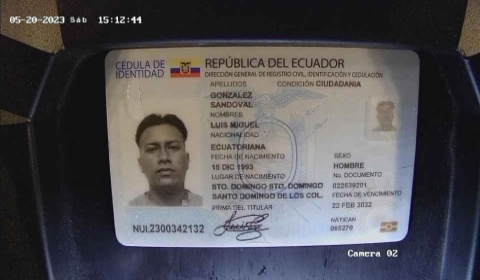 05-20-2023 Sáb 15:12:44
CÉDULA DE IDENTIDAD
REPÚBLICA DEL ECUADOR
DIRECCIÓN GENERAL DE REGISTRO CIVIL, IDENTIFICACIÓN Y CEDULACIÓN
APELLIDOS
CONDICIÓN CIUDADANIA
GONZALEZ
SANDOVAL
NOMBRES
LUIS MIGUEL
NACIONALIDAD
ECUATORIANA
FECHA DE NACIMIENTO
SEXO
15 DIC 1993
HOMBRE
LUGAR DE NACIMIENTO
No. DOCUMENTO
STO. DOMINGO STO. DOMINGO
022539201
SANTO DOMINGO DE LOS COL.
FECHA DE VENCIMIENTO
FIRMA DEL TITULAR
22 FEB 2032
NUI.2300342132
NAT/CAN
065270
Camera 02